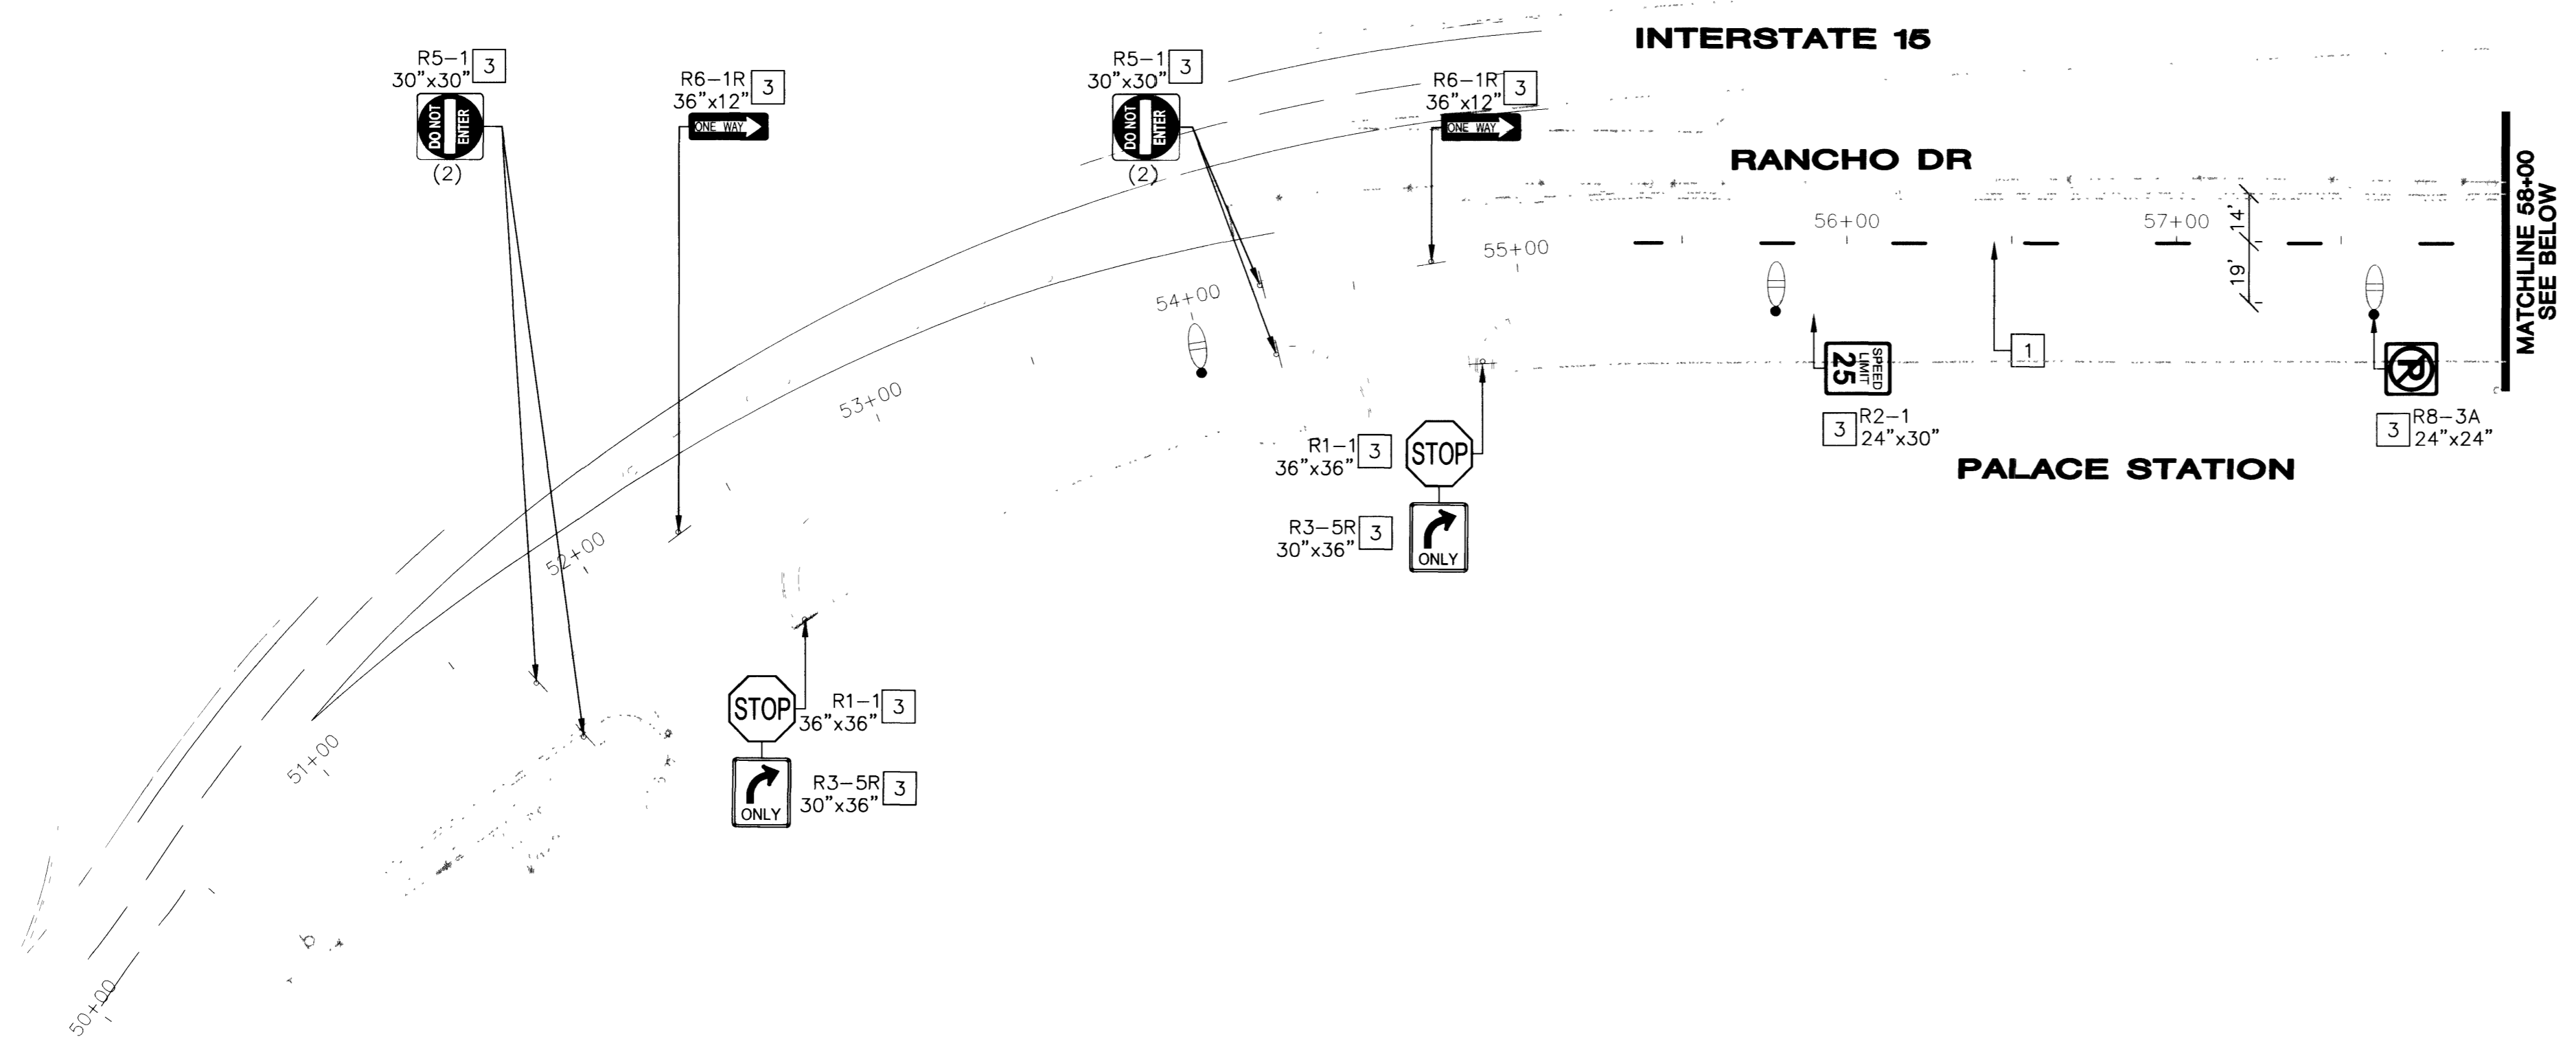 INTERSTATE 15
R5-1 3
30"x30"
DO NOT
ENTER
(2)
R6-1R 3
36"x12"
ONE WAY
R5-1 3
30"x30"
DO NOT
ENTER
(2)
R6-1R 3
36"x12"
ONE WAY
RANCHO DR
MATCHLINE 58+00
SEE BELOW
56+00
57+00
14'
19'
55+00
54+00
53+00
52+00
51+00
50+00
1
SPEED
LIMIT
25
3 R2-1
24"x30"
R
3 R8-3A
24"x24"
PALACE STATION
R1-1 3
36"x36"
STOP
R3-5R 3
30"x36"
ONLY
STOP
R1-1 3
36"x36"
R3-5R 3
30"x36"
ONLY